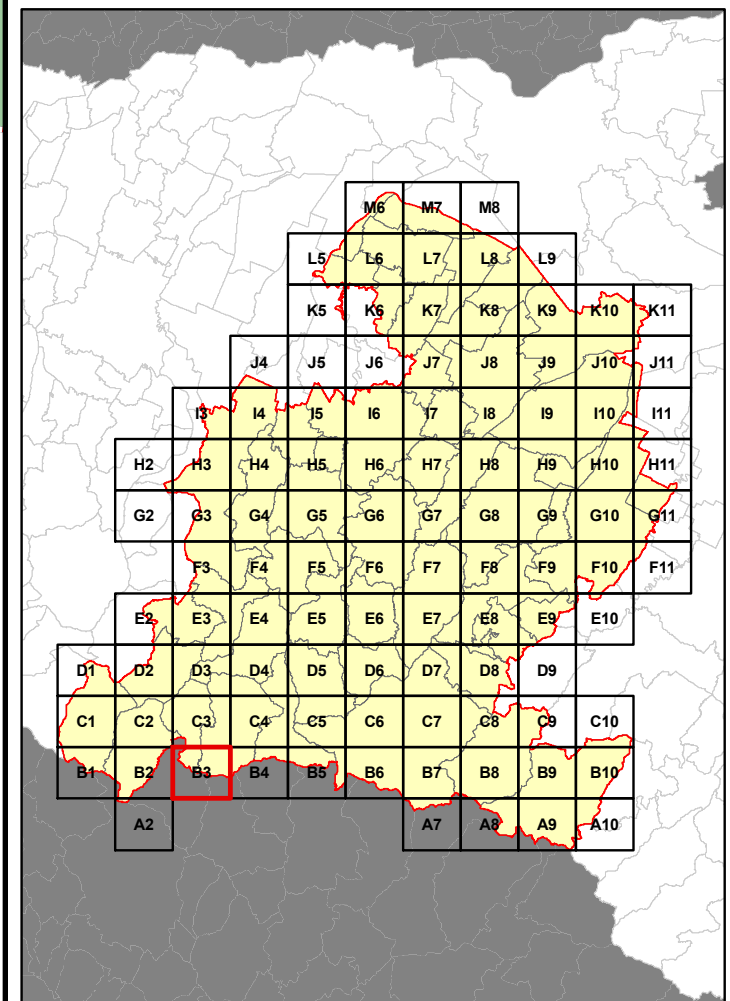 M6 M7 M8
L5 L6 L7 L8 L9
K5 K6 K7 K8 K9 K10 K11
J4 J5 J6 J7 J8 J9 J10 J11
I3 I4 I5 I6 I7 I8 I9 I10 I11
H2 H3 H4 H5 H6 H7 H8 H9 H10 H11
G2 G3 G4 G5 G6 G7 G8 G9 G10 G11
F3 F4 F5 F6 F7 F8 F9 F10 F11
E2 E3 E4 E5 E6 E7 E8 E9 E10
D1 D2 D3 D4 D5 D6 D7 D8 D9
C1 C2 C3 C4 C5 C6 C7 C8 C9 C10
B1 B2 B3 B4 B5 B6 B7 B8 B9 B10
A2 A7 A8 A9 A10